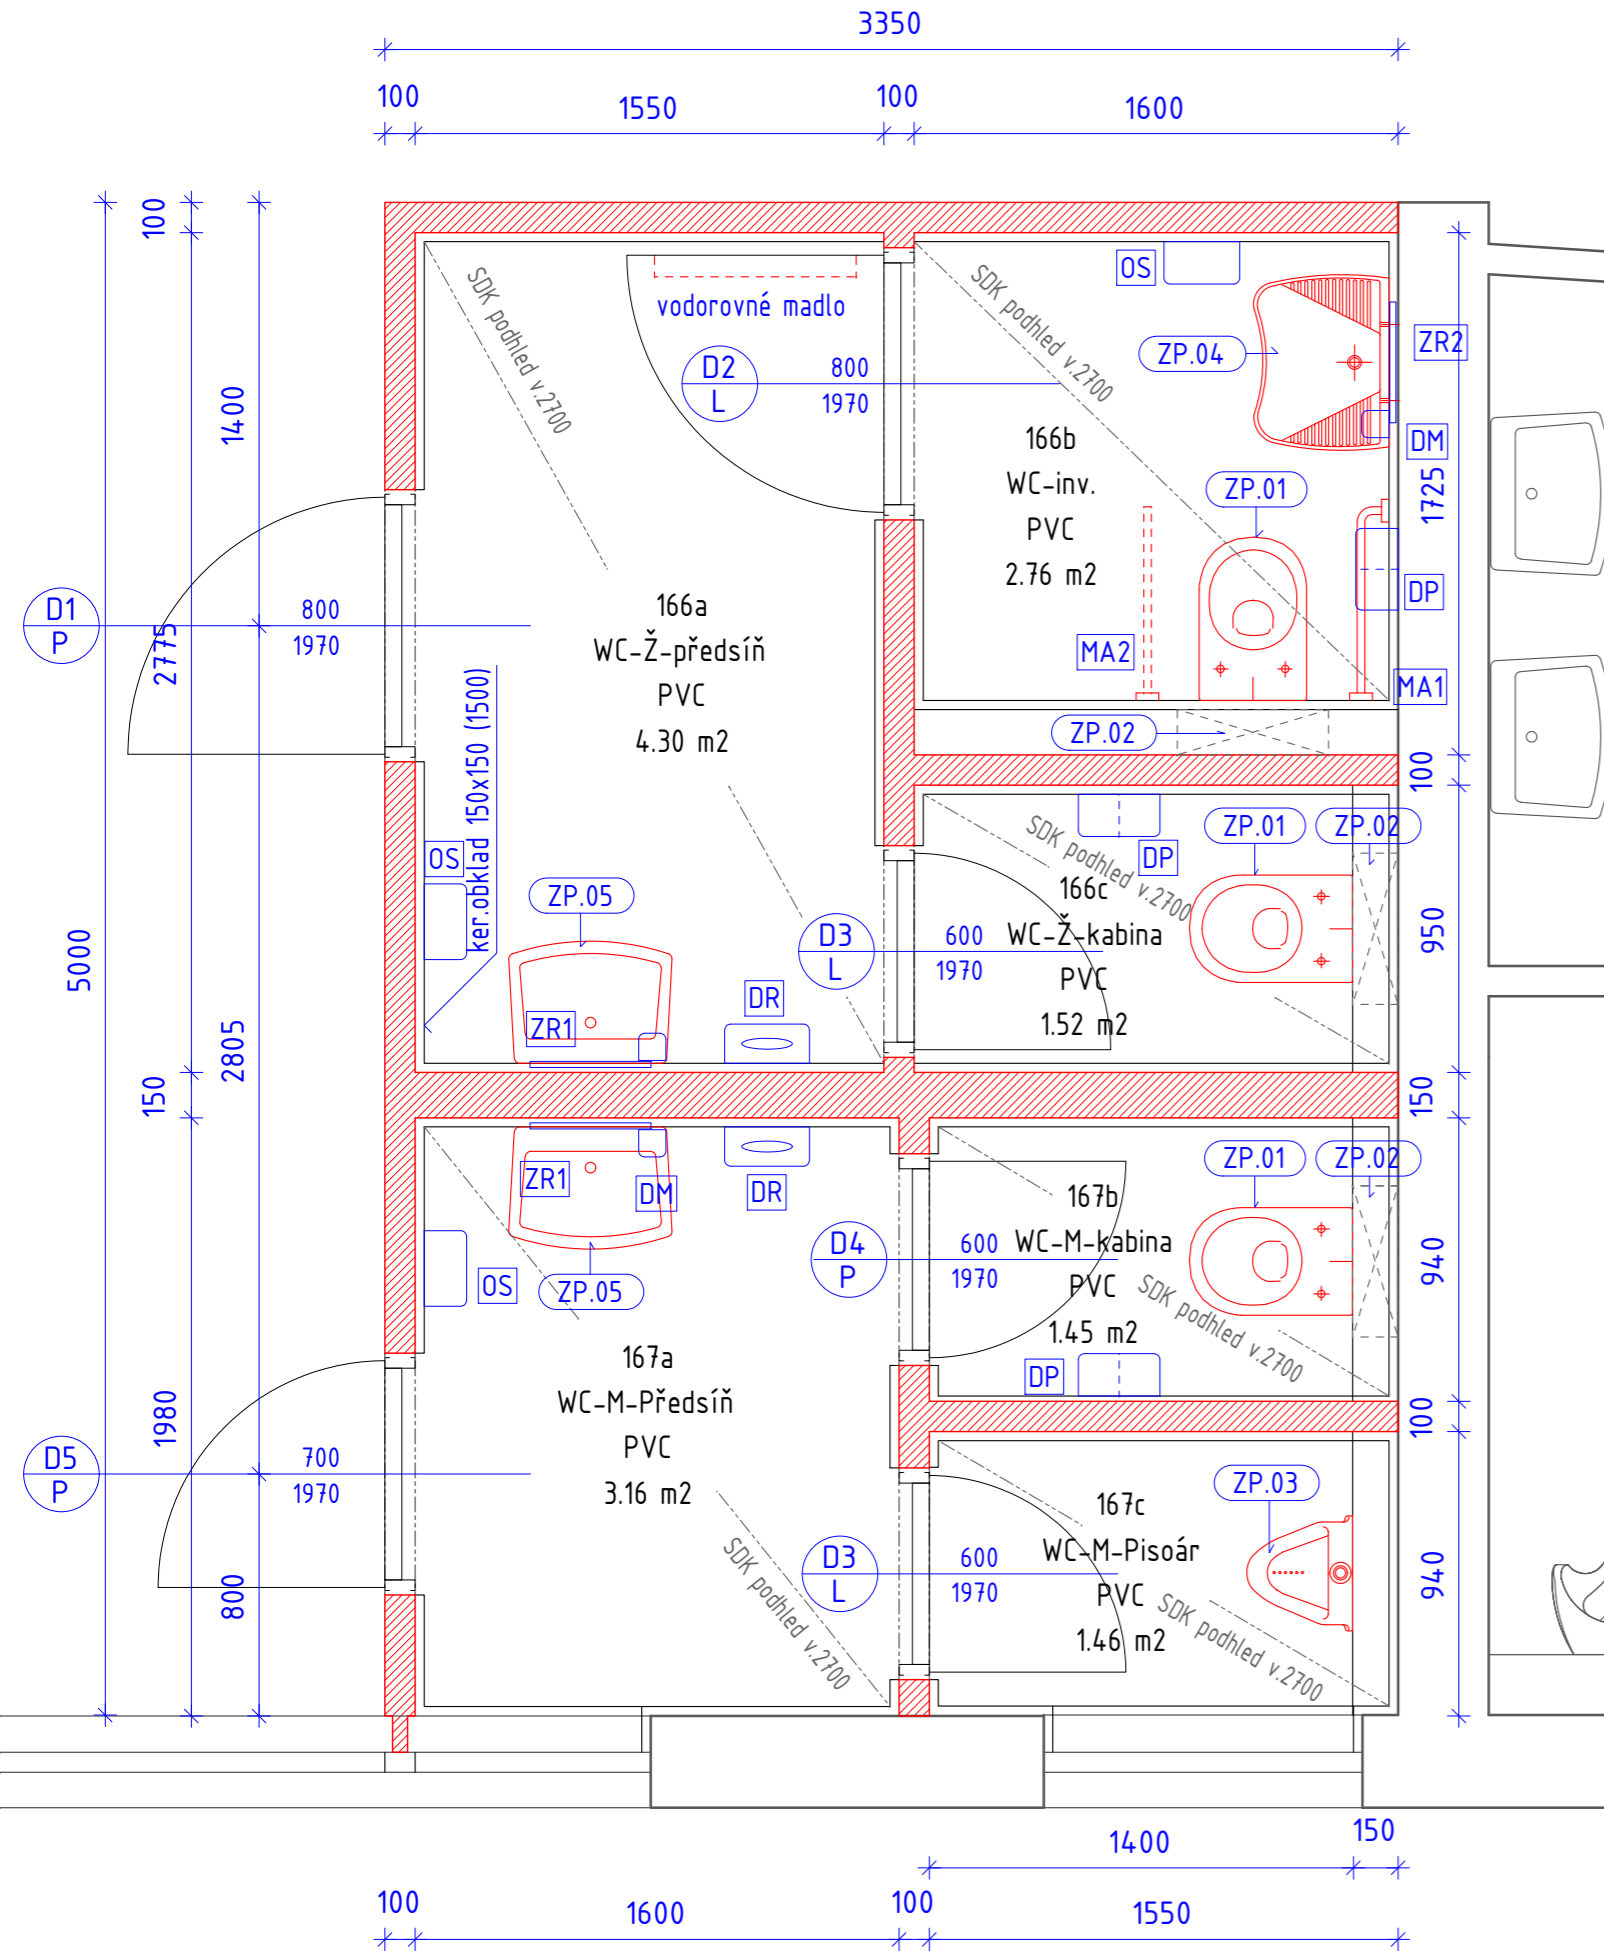 3350
100
1550
100
1600
100
1400
2775
5000
2805
150
1980
800
SDK podhled v.2700
vodorovné madlo
D2
L
800
1970
OS
SDK podhled v.2700
ZP.04
ZR2
DM
1725
166b
WC-inv.
PVC
2.76 m2
ZP.01
DP
MA2
MA1
ZP.02
100
D1
P
800
1970
166a
WC-Ž-předsíň
PVC
4.30 m2
ker.obklad 150x150 (1500)
OS
ZP.05
ZR1
DR
D3
L
600
1970
SDK podhled v.2700
DP
166c
WC-Ž-kabina
PVC
1.52 m2
ZP.01
ZP.02
950
150
ZR1
DM
DR
OS
ZP.05
D4
P
600
1970
167b
WC-M-kabina
PVC
1.45 m2
SDK podhled v.2700
DP
ZP.01
ZP.02
940
100
167a
WC-M-Předsíň
PVC
3.16 m2
SDK podhled v.2700
D5
P
700
1970
D3
L
600
1970
167c
WC-M-Pisoár
PVC
1.46 m2
SDK podhled v.2700
ZP.03
940
1400
150
100
1600
100
1550